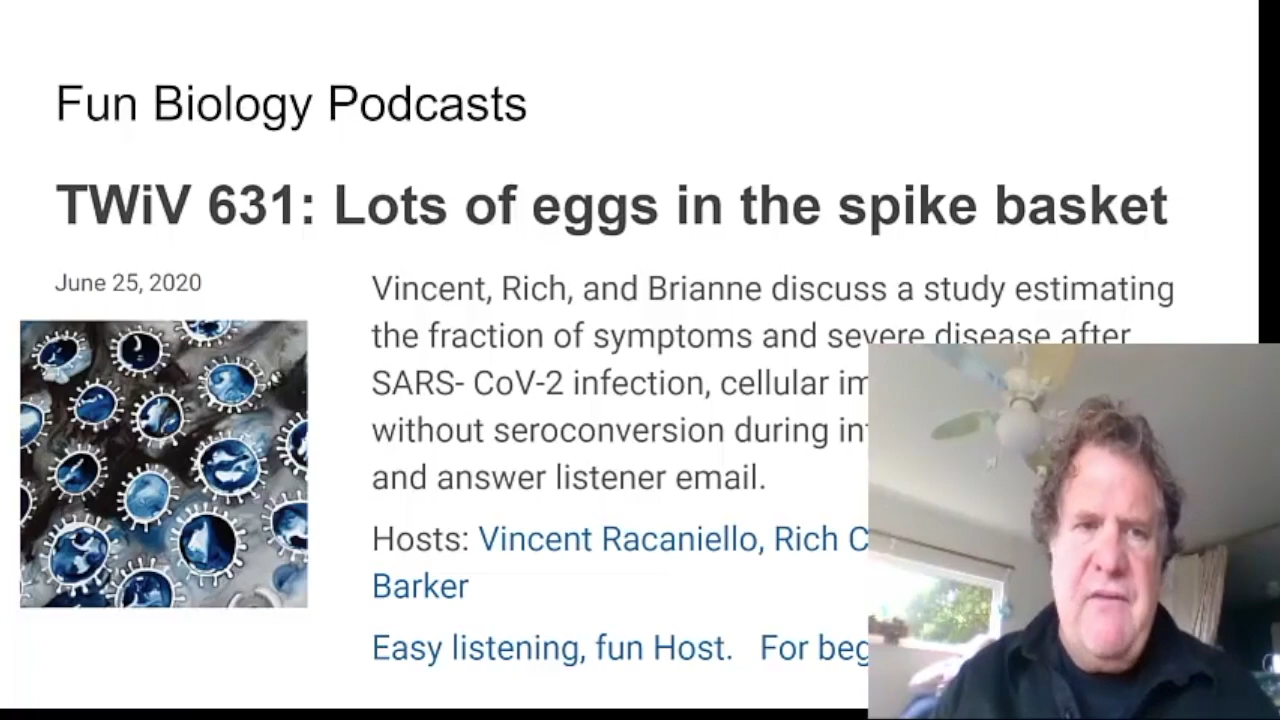 Fun Biology Podcasts
TWiV 631: Lots of eggs in the spike basket
June 25, 2020
Vincent, Rich, and Brianne discuss a study estimating
the fraction of symptoms and severe disease after
SARS- CoV-2 infection, cellular im
without seroconversion during in
and answer listener email.
Hosts: Vincent Racaniello, Rich C
Barker
Easy listening, fun Host. For beg